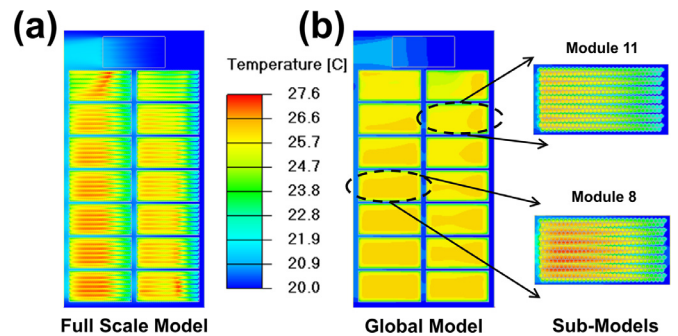 (a)
Temperature [C]
27.6
26.6
25.7
24.7
23.8
22.8
21.9
20.9
20.0
Full Scale Model
(b)
Global Model
Module 11
Module 8
Sub-Models